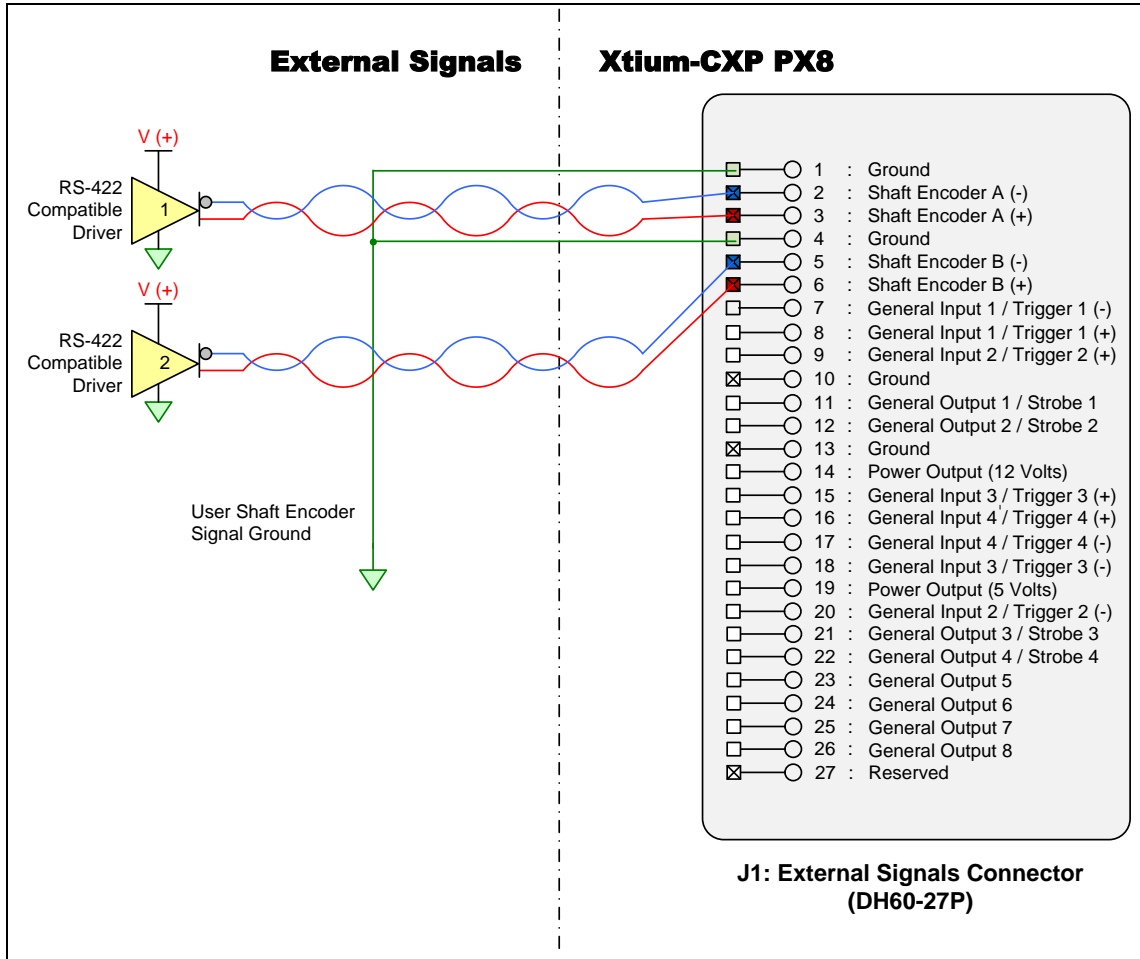 External Signals
Xtium-CXP PX8
V (+)
RS-422
Compatible
Driver
1
V (+)
RS-422
Compatible
Driver
2
User Shaft Encoder
Signal Ground
1 : Ground
2 : Shaft Encoder A (-)
3 : Shaft Encoder A (+)
4 : Ground
5 : Shaft Encoder B (-)
6 : Shaft Encoder B (+)
7 : General Input 1 / Trigger 1 (-)
8 : General Input 1 / Trigger 1 (+)
9 : General Input 2 / Trigger 2 (+)
10 : Ground
11 : General Output 1 / Strobe 1
12 : General Output 2 / Strobe 2
13 : Ground
14 : Power Output (12 Volts)
15 : General Input 3 / Trigger 3 (+)
16 : General Input 4 / Trigger 4 (+)
17 : General Input 4 / Trigger 4 (-)
18 : General Input 3 / Trigger 3 (-)
19 : Power Output (5 Volts)
20 : General Input 2 / Trigger 2 (-)
21 : General Output 3 / Strobe 3
22 : General Output 4 / Strobe 4
23 : General Output 5
24 : General Output 6
25 : General Output 7
26 : General Output 8
27 : Reserved
J1: External Signals Connector
(DH60-27P)